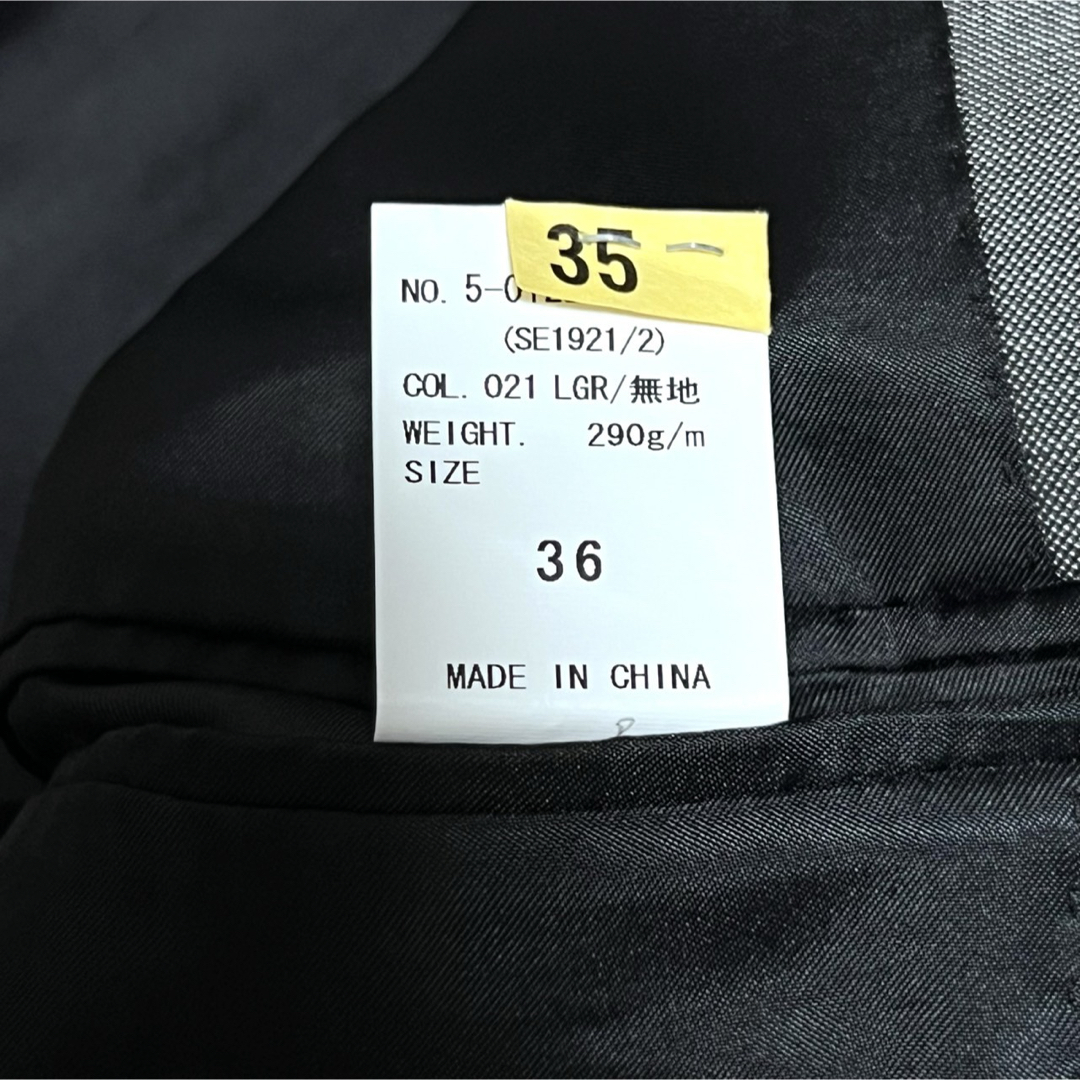 35
NO. 5-0
(SE1921/2)
COL. 021 LGR/無地
WEIGHT. 290g/m
SIZE
36
MADE IN CHINA